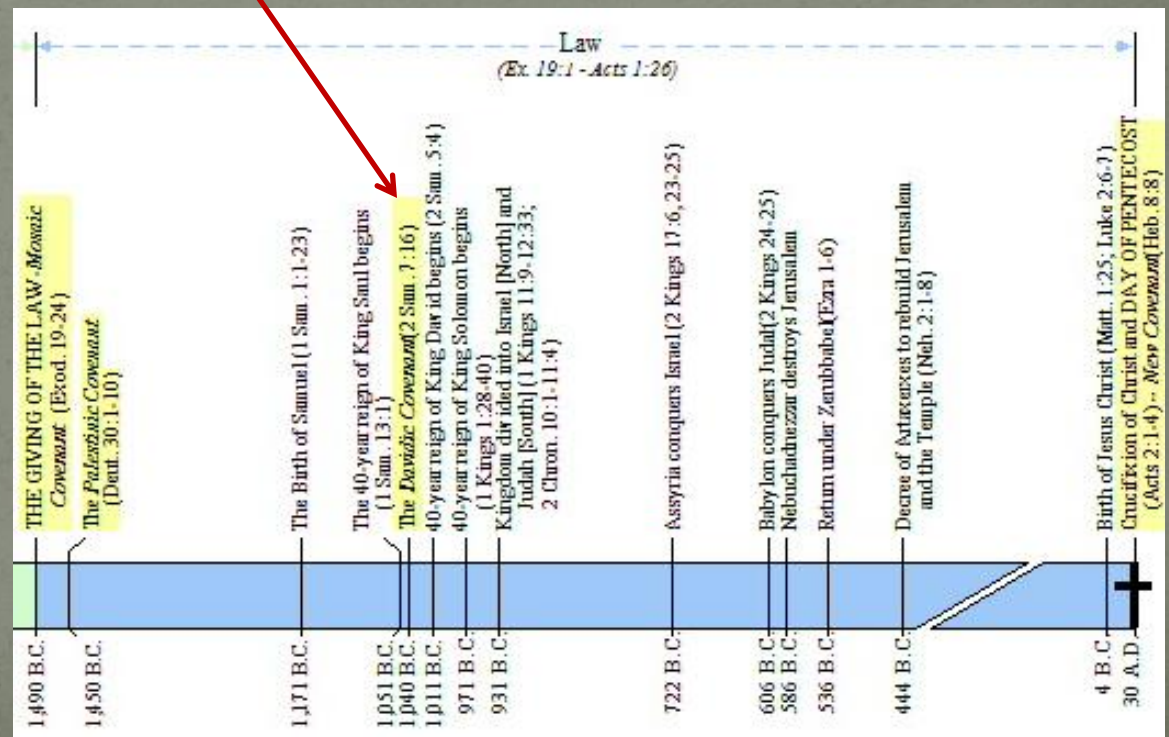 Law
(Ex. 19:1 - Acts 1:26)
THE GIVING OF THE LAW - Mosaic
Covenant (Exod. 19-24)
The Palestinic Covenant
(Deut. 30:1-10)
The Birth of Samuel (1 Sam. 1:1-23)
The 40-year reign of King Saul begins
(1 Sam. 13:1)
The Davidic Covenant (2 Sam. 7:16)
40-year reign of King David begins (2 Sam. 5:4)
40-year reign of King Solomon begins
(1 Kings 1:28-40)
Kingdom divided into Israel [North] and
Judah [South] (1 Kings 11:9-12:33;
2 Chron. 10:1-11:4)
Assyria conquers Israel (2 Kings 17:6, 23-25)
Babylon conquers Judah (2 Kings 24-25)
Nebuchadnezzar destroys Jerusalem
Return under Zerubbabel (Ezra 1-6)
Decree of Artaxerxes to rebuild Jerusalem
and the Temple (Neh. 2:1-8)
Birth of Jesus Christ (Matt. 1:25; Luke 2:6-7)
Crucifixion of Christ and DAY OF PENTECOST
(Acts 2:1-4) -- New Covenant (Heb. 8:8)
1,490 B.C.
1,450 B.C.
1,171 B.C.
1,051 B.C.
1,040 B.C.
1,011 B.C.
971 B.C.
931 B.C.
722 B.C.
606 B.C.
586 B.C.
536 B.C.
444 B.C.
4 B.C.
30 A.D.